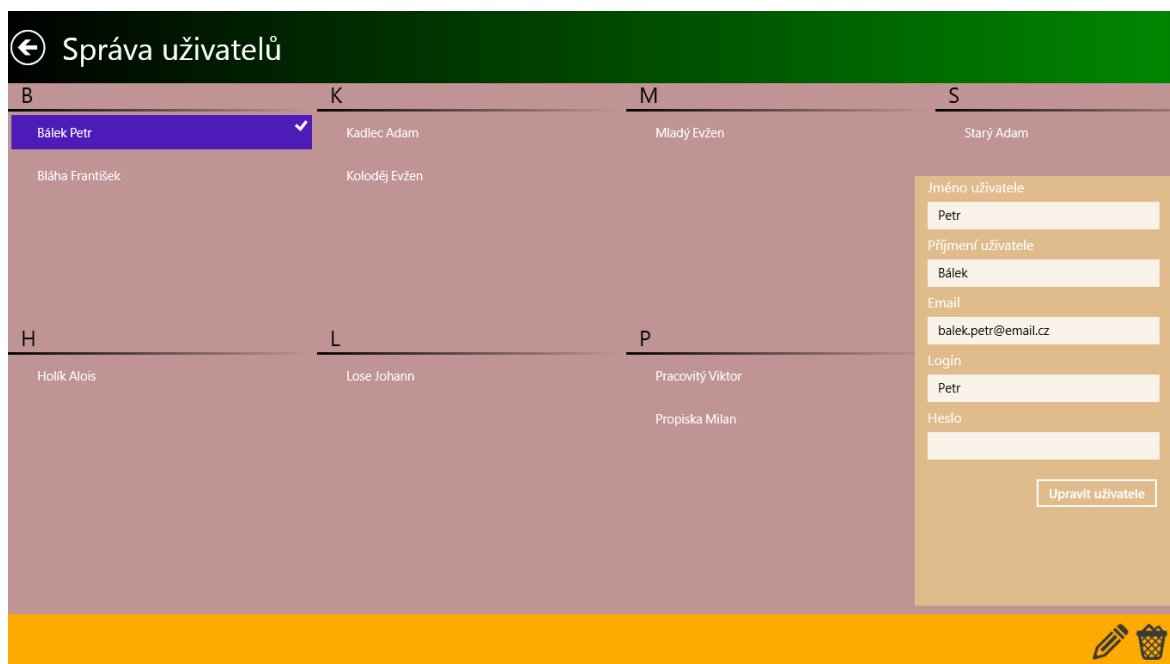 Správa uživatelů
B
Bálek Petr
Bláha František
H
Holík Alois
K
Kadlec Adam
Koloděj Evžen
L
Lose Johann
M
Mladý Evžen
P
Pracovitý Viktor
Propiska Milan
S
Starý Adam
Jméno uživatele
Petr
Příjmení uživatele
Bálek
Email
balek.petr@email.cz
Login
Petr
Heslo
Upravit uživatele